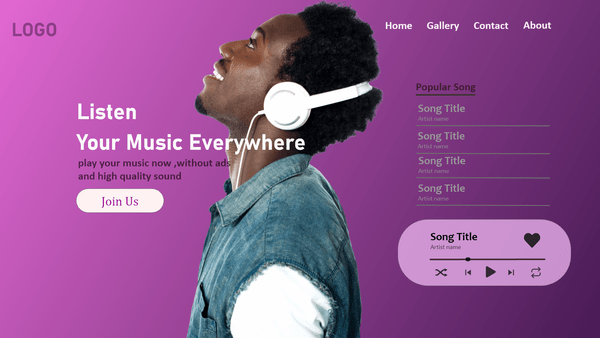 LOGO
Home Gallery Contact About
Listen
Your Music Everywhere
play your music now ,without ads
and high quality sound
Join Us
Popular Song
Song Title
Artist name
Song Title
Artist name
Song Title
Artist name
Song Title
Artist name
Song Title
Artist name